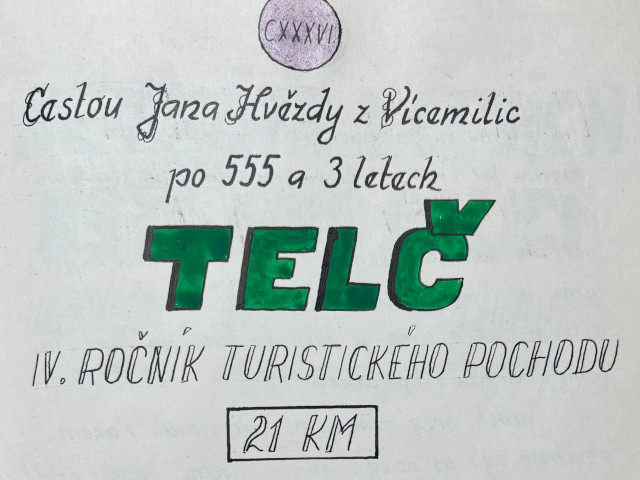 CXXXVI.
Cestou Jana Hvězdy z Vícemilic
po 555 a 3 letech
TELČ
IV. ROČNÍK TURISTICKÉHO POCHODU
21 KM